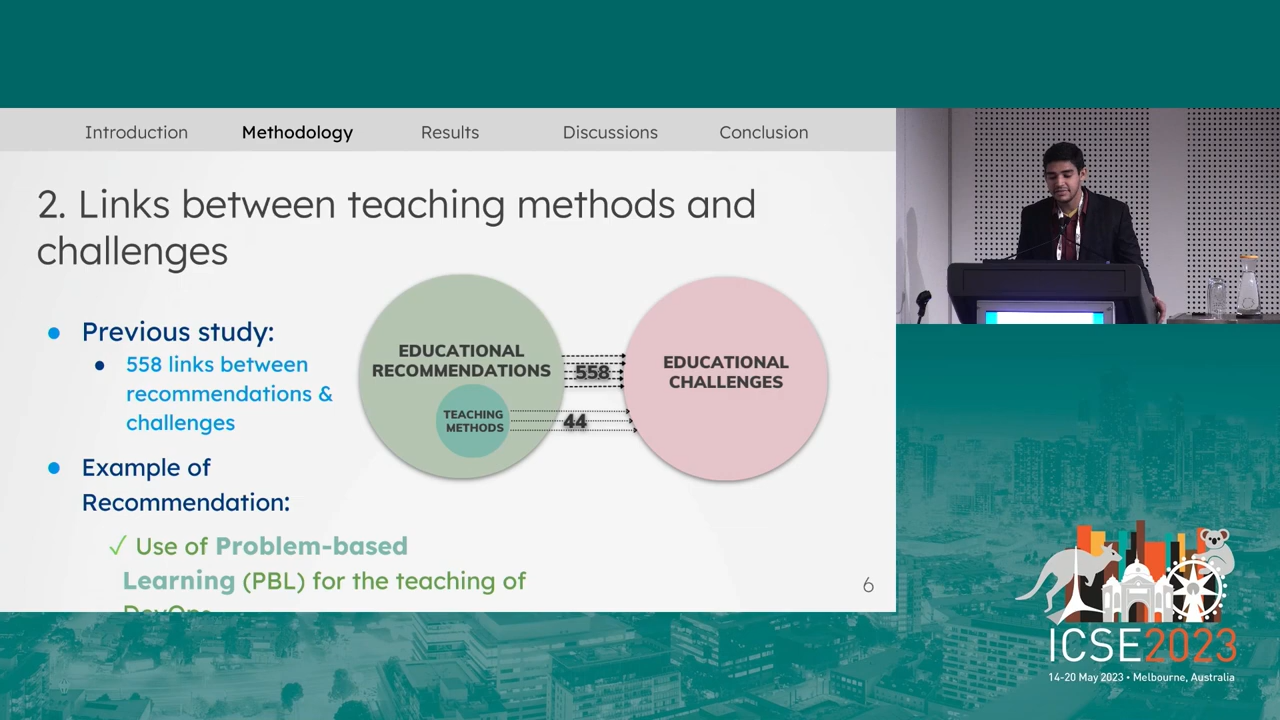 Introduction Methodology Results Discussions Conclusion
2. Links between teaching methods and
challenges
Previous study:
558 links between
recommendations &
challenges
Example of
Recommendation:
✓ Use of Problem-based
Learning (PBL) for the teaching of
DevOps
EDUCATIONAL
RECOMMENDATIONS
TEACHING
METHODS
558
44
EDUCATIONAL
CHALLENGES
6
ICSE2023
14-20 May 2023 • Melbourne, Australia